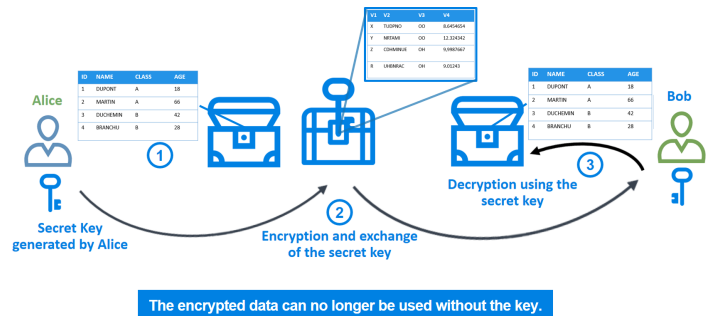 V1 V2 V3 V4
X TUDPNO OO 8.6454654
Y NRTAMI OO 12.324342
Z CDHMINUE OH 9,9987667
R UHBNRAC OH 9.01243
ID NAME CLASS AGE
1 DUPONT A 18
2 MARTIN A 66
3 DUCHEMIN B 42
4 BRANCHU B 28
ID NAME CLASS AGE
1 DUPONT A 18
2 MARTIN A 66
3 DUCHEMIN B 42
4 BRANCHU B 28
Alice
Bob
1
3
Decryption using the
secret key
2
Secret Key
generated by Alice
Encryption and exchange
of the secret key
The encrypted data can no longer be used without the key.